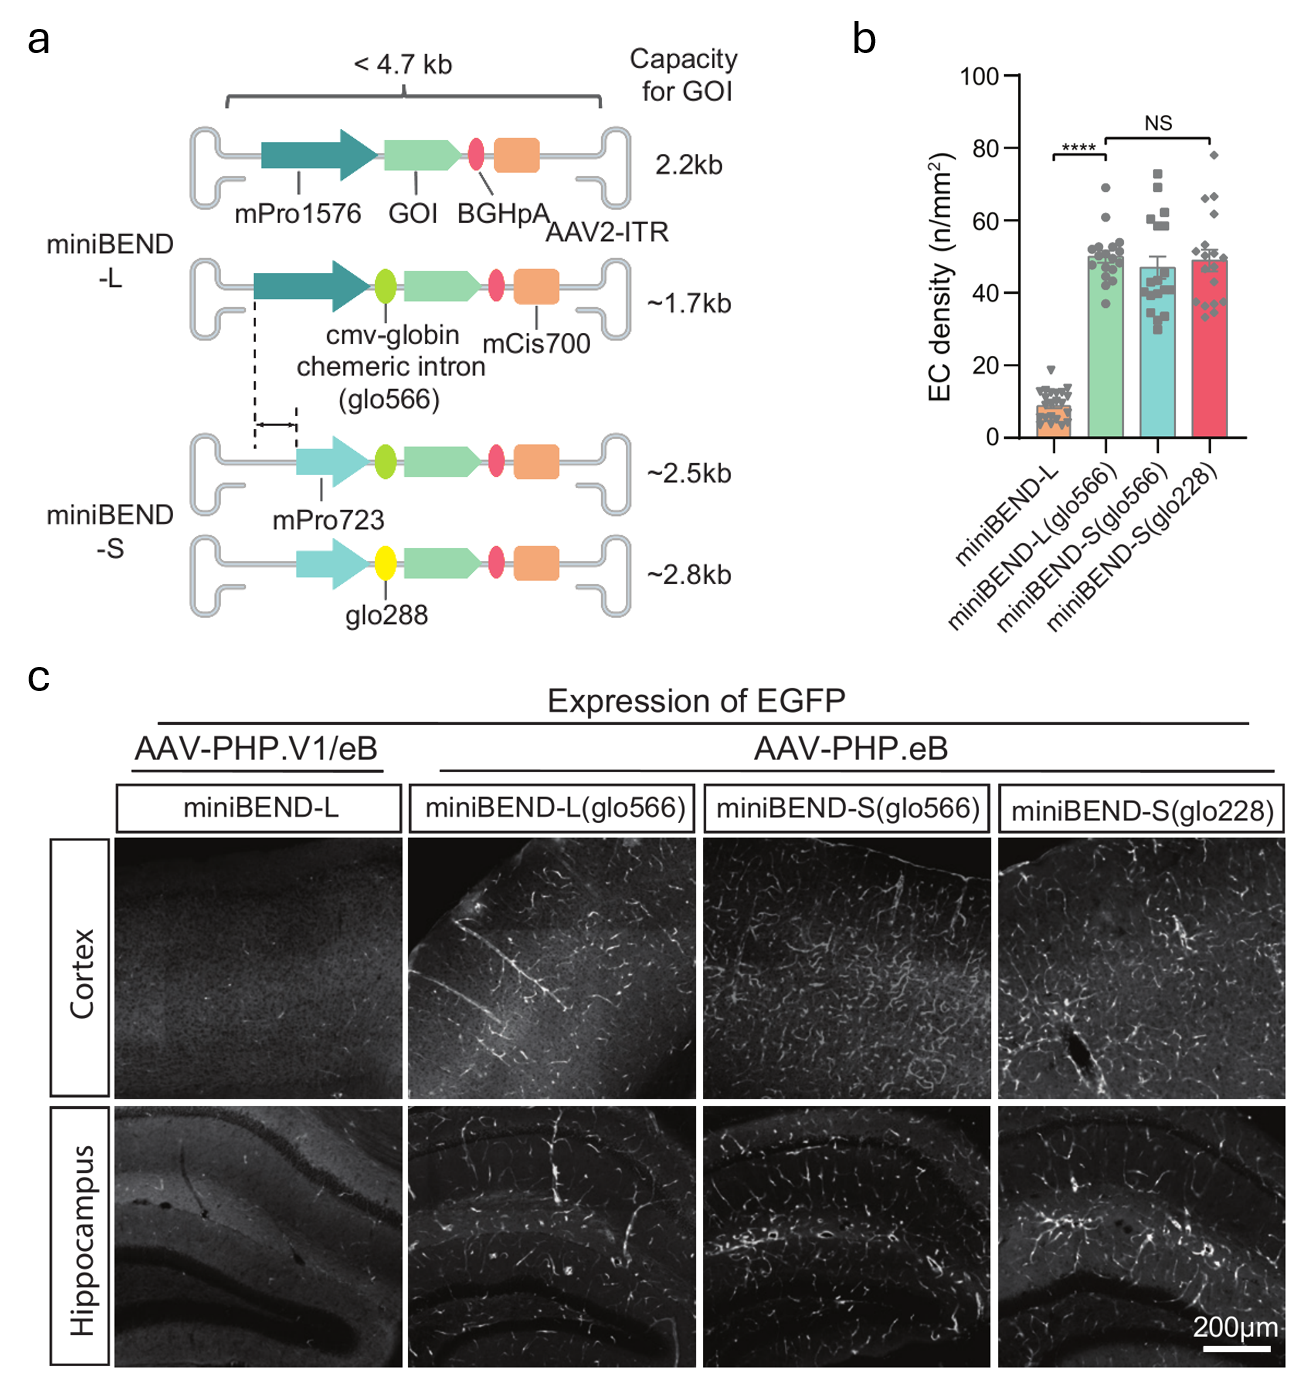 a
< 4.7 kb
Capacity
for GOI
2.2kb
mPro1576
GOI
BGHpA
AAV2-ITR
miniBEND
-L
~1.7kb
cmv-globin
chemeric intron
(glo566)
mCis700
~2.5kb
mPro723
miniBEND
-S
~2.8kb
glo288
b
EC density (n/mm²)
100
80
60
40
20
0
****
NS
miniBEND-L
miniBEND-L(glo566)
miniBEND-S(glo566)
miniBEND-S(glo228)
c
Expression of EGFP
AAV-PHP.V1/eB
AAV-PHP.eB
miniBEND-L
miniBEND-L(glo566)
miniBEND-S(glo566)
miniBEND-S(glo228)
Cortex
Hippocampus
200μm